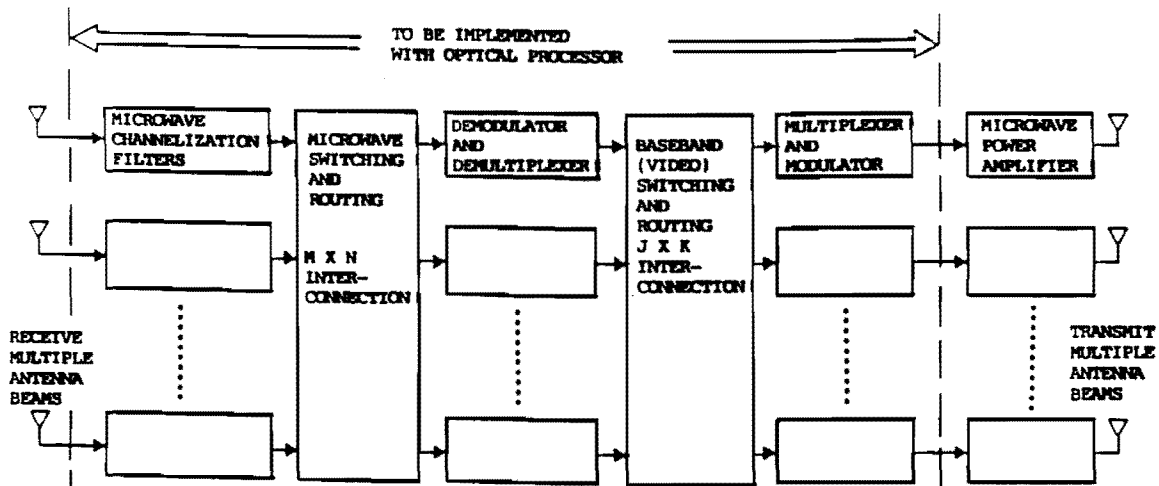 TO BE IMPLEMENTED
WITH OPTICAL PROCESSOR
MICROWAVE
CHANNELIZATION
FILTERS
MICROWAVE
SWITCHING
AND
ROUTING
M X N
INTER-
CONNECTION
DEMODULATOR
AND
DEMULTIPLEXER
BASEBAND
(VIDEO)
SWITCHING
AND
ROUTING
J X K
INTER-
CONNECTION
MULTIPLEXER
AND
MODULATOR
MICROWAVE
POWER
AMPLIFIER
RECEIVE
MULTIPLE
ANTENNA
BEAMS
TRANSMIT
MULTIPLE
ANTENNA
BEAMS